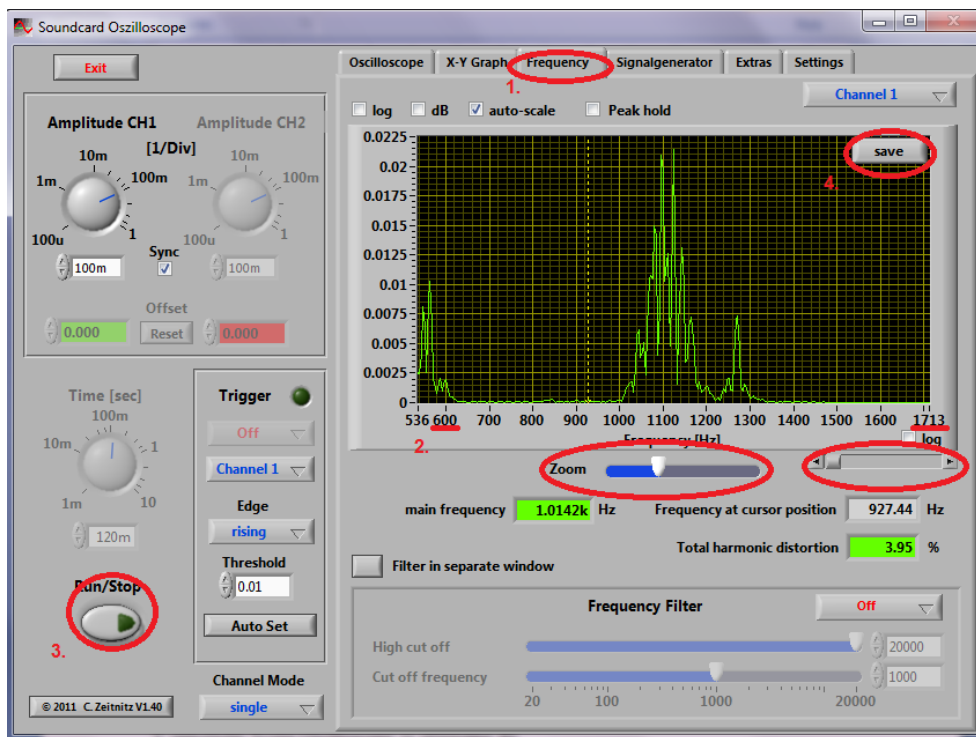 Soundcard Oszilloscope
Exit
Oscilloscope X-Y Graph Frequency Signalgenerator Extras Settings
1.
Channel 1
log dB auto-scale Peak hold
Amplitude CH1 Amplitude CH2
[1/Div]
10m 10m
1m 100m 1m 100m
100u 1 100u 1
Sync
100m 100m
Offset
0.000 Reset 0.000
0.0225
0.02
0.0175
0.015
0.0125
0.01
0.0075
0.005
0.0025
0
save
4.
536 600 700 800 900 1000 1100 1200 1300 1400 1500 1600 1713
2.
Frequency [Hz]
log
Zoom
main frequency 1.0142k Hz Frequency at cursor position 927.44 Hz
Total harmonic distortion 3.95 %
Filter in separate window
Time [sec]
100m
10m 1
1m 10
120m
Run/Stop
3.
Trigger
Off
Channel 1
Edge
rising
Threshold
0.01
Auto Set
Channel Mode
single
© 2011 C. Zeitnitz V1.40
Frequency Filter Off
High cut off 20000
Cut off frequency 1000
20 100 1000 20000